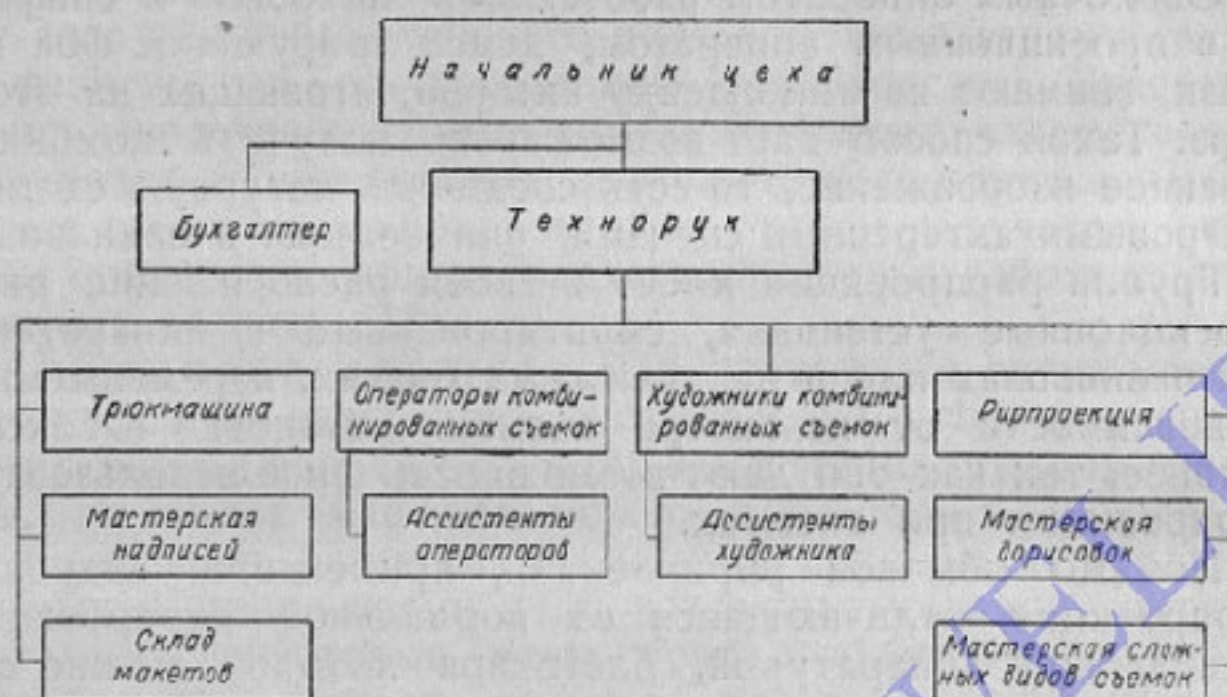 Начальник цеха
Бухгалтер
Технорук
Трюкмашина
Операторы комби-
нированных съемок
Художники комбини-
рованных съемок
Рирпроекция
Мастерская
надписей
Ассистенты
операторов
Ассистенты
художника
Мастерская
дорисовок
Склад
макетов
Мастерская слож-
ных видов съемок